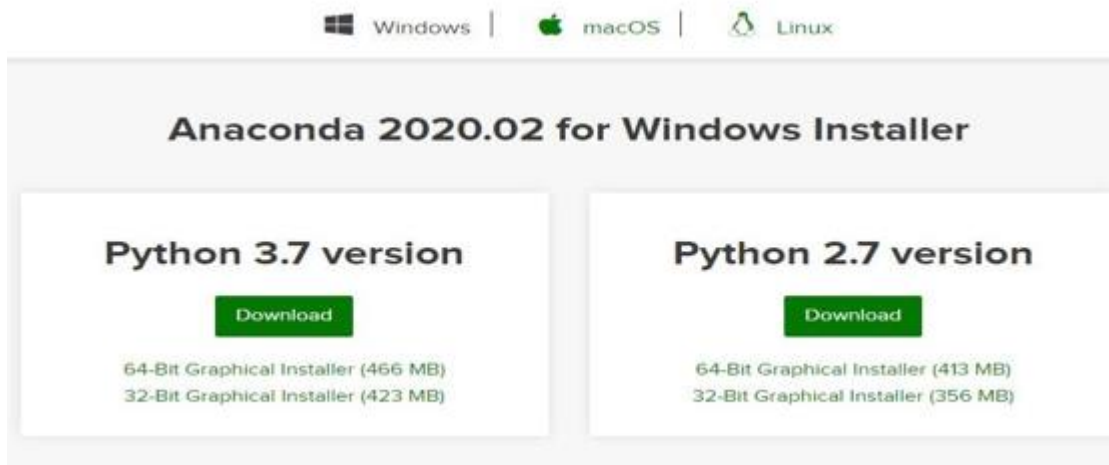 Windows | macOS | Linux
Anaconda 2020.02 for Windows Installer
Python 3.7 version
Download
64-Bit Graphical Installer (466 MB)
32-Bit Graphical Installer (423 MB)
Python 2.7 version
Download
64-Bit Graphical Installer (413 MB)
32-Bit Graphical Installer (356 MB)